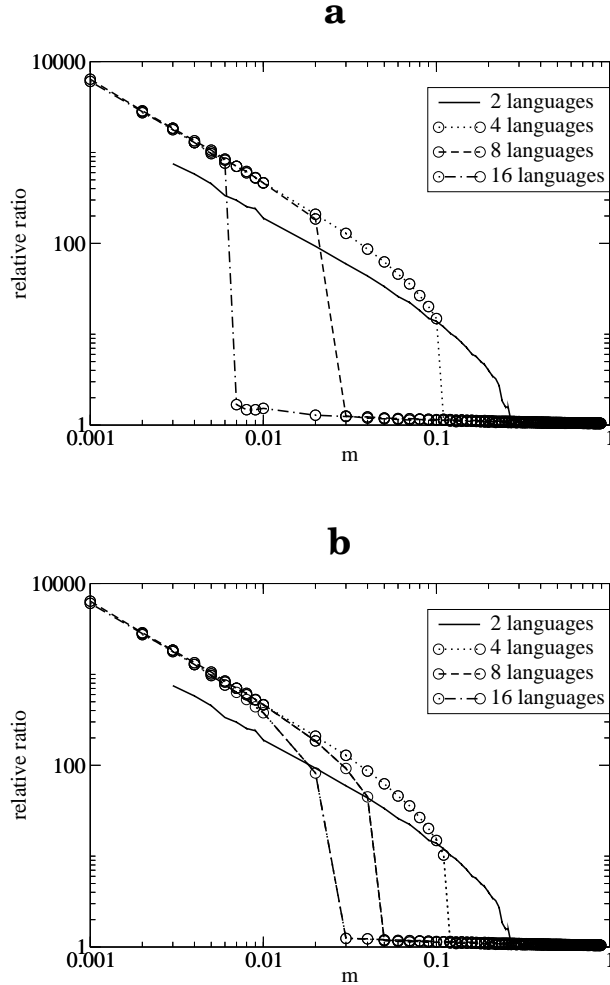 a
10000
2 languages
4 languages
8 languages
16 languages
relative ratio
100
1
0.001
0.01
0.1
1
m
b
10000
2 languages
4 languages
8 languages
16 languages
relative ratio
100
1
0.001
0.01
0.1
1
m